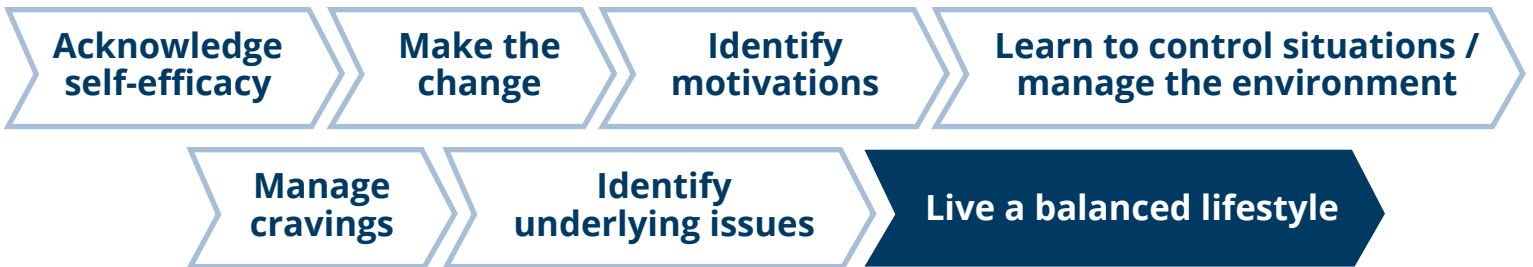 Acknowledge
self-efficacy
Make the
change
Identify
motivations
Learn to control situations /
manage the environment
Manage
cravings
Identify
underlying issues
Live a balanced lifestyle